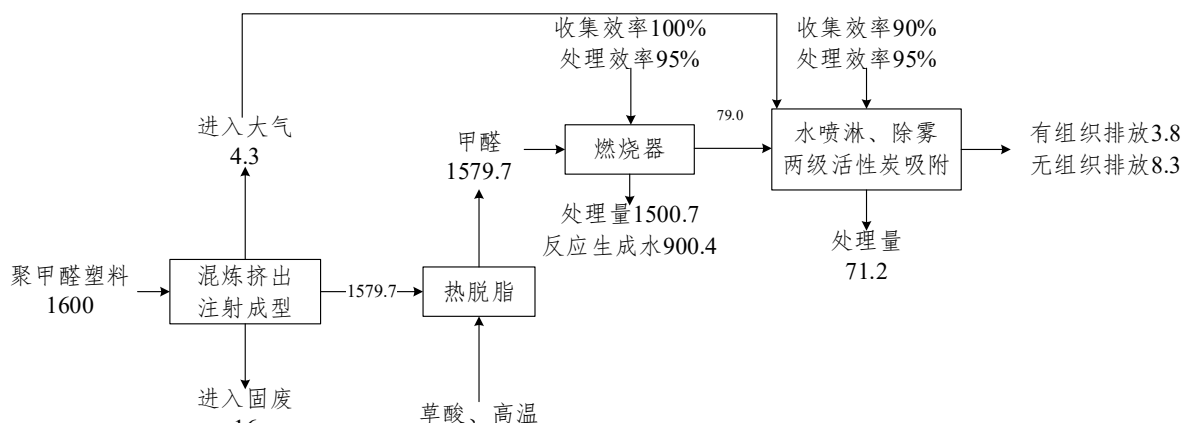 收集效率100%
处理效率95%
收集效率90%
处理效率95%
进入大气
4.3
甲醛
1579.7
燃烧器
79.0
水喷淋、除雾
两级活性炭吸附
有组织排放3.8
无组织排放8.3
处理量1500.7
反应生成水900.4
处理量
71.2
聚甲醛塑料
1600
混炼挤出
注射成型
1579.7
热脱脂
进入固废
16
草酸、高温